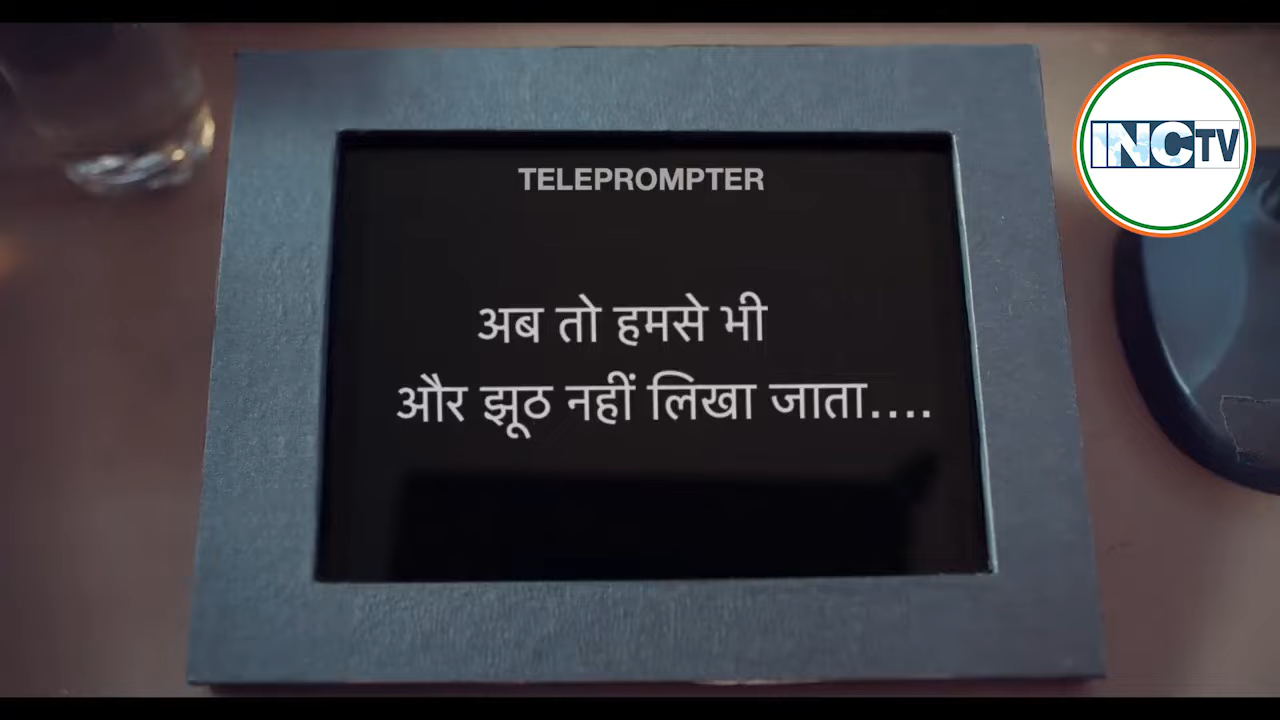 INCTV
TELEPROMPTER
अब तो हमसे भी
और झूठ नहीं लिखा जाता....